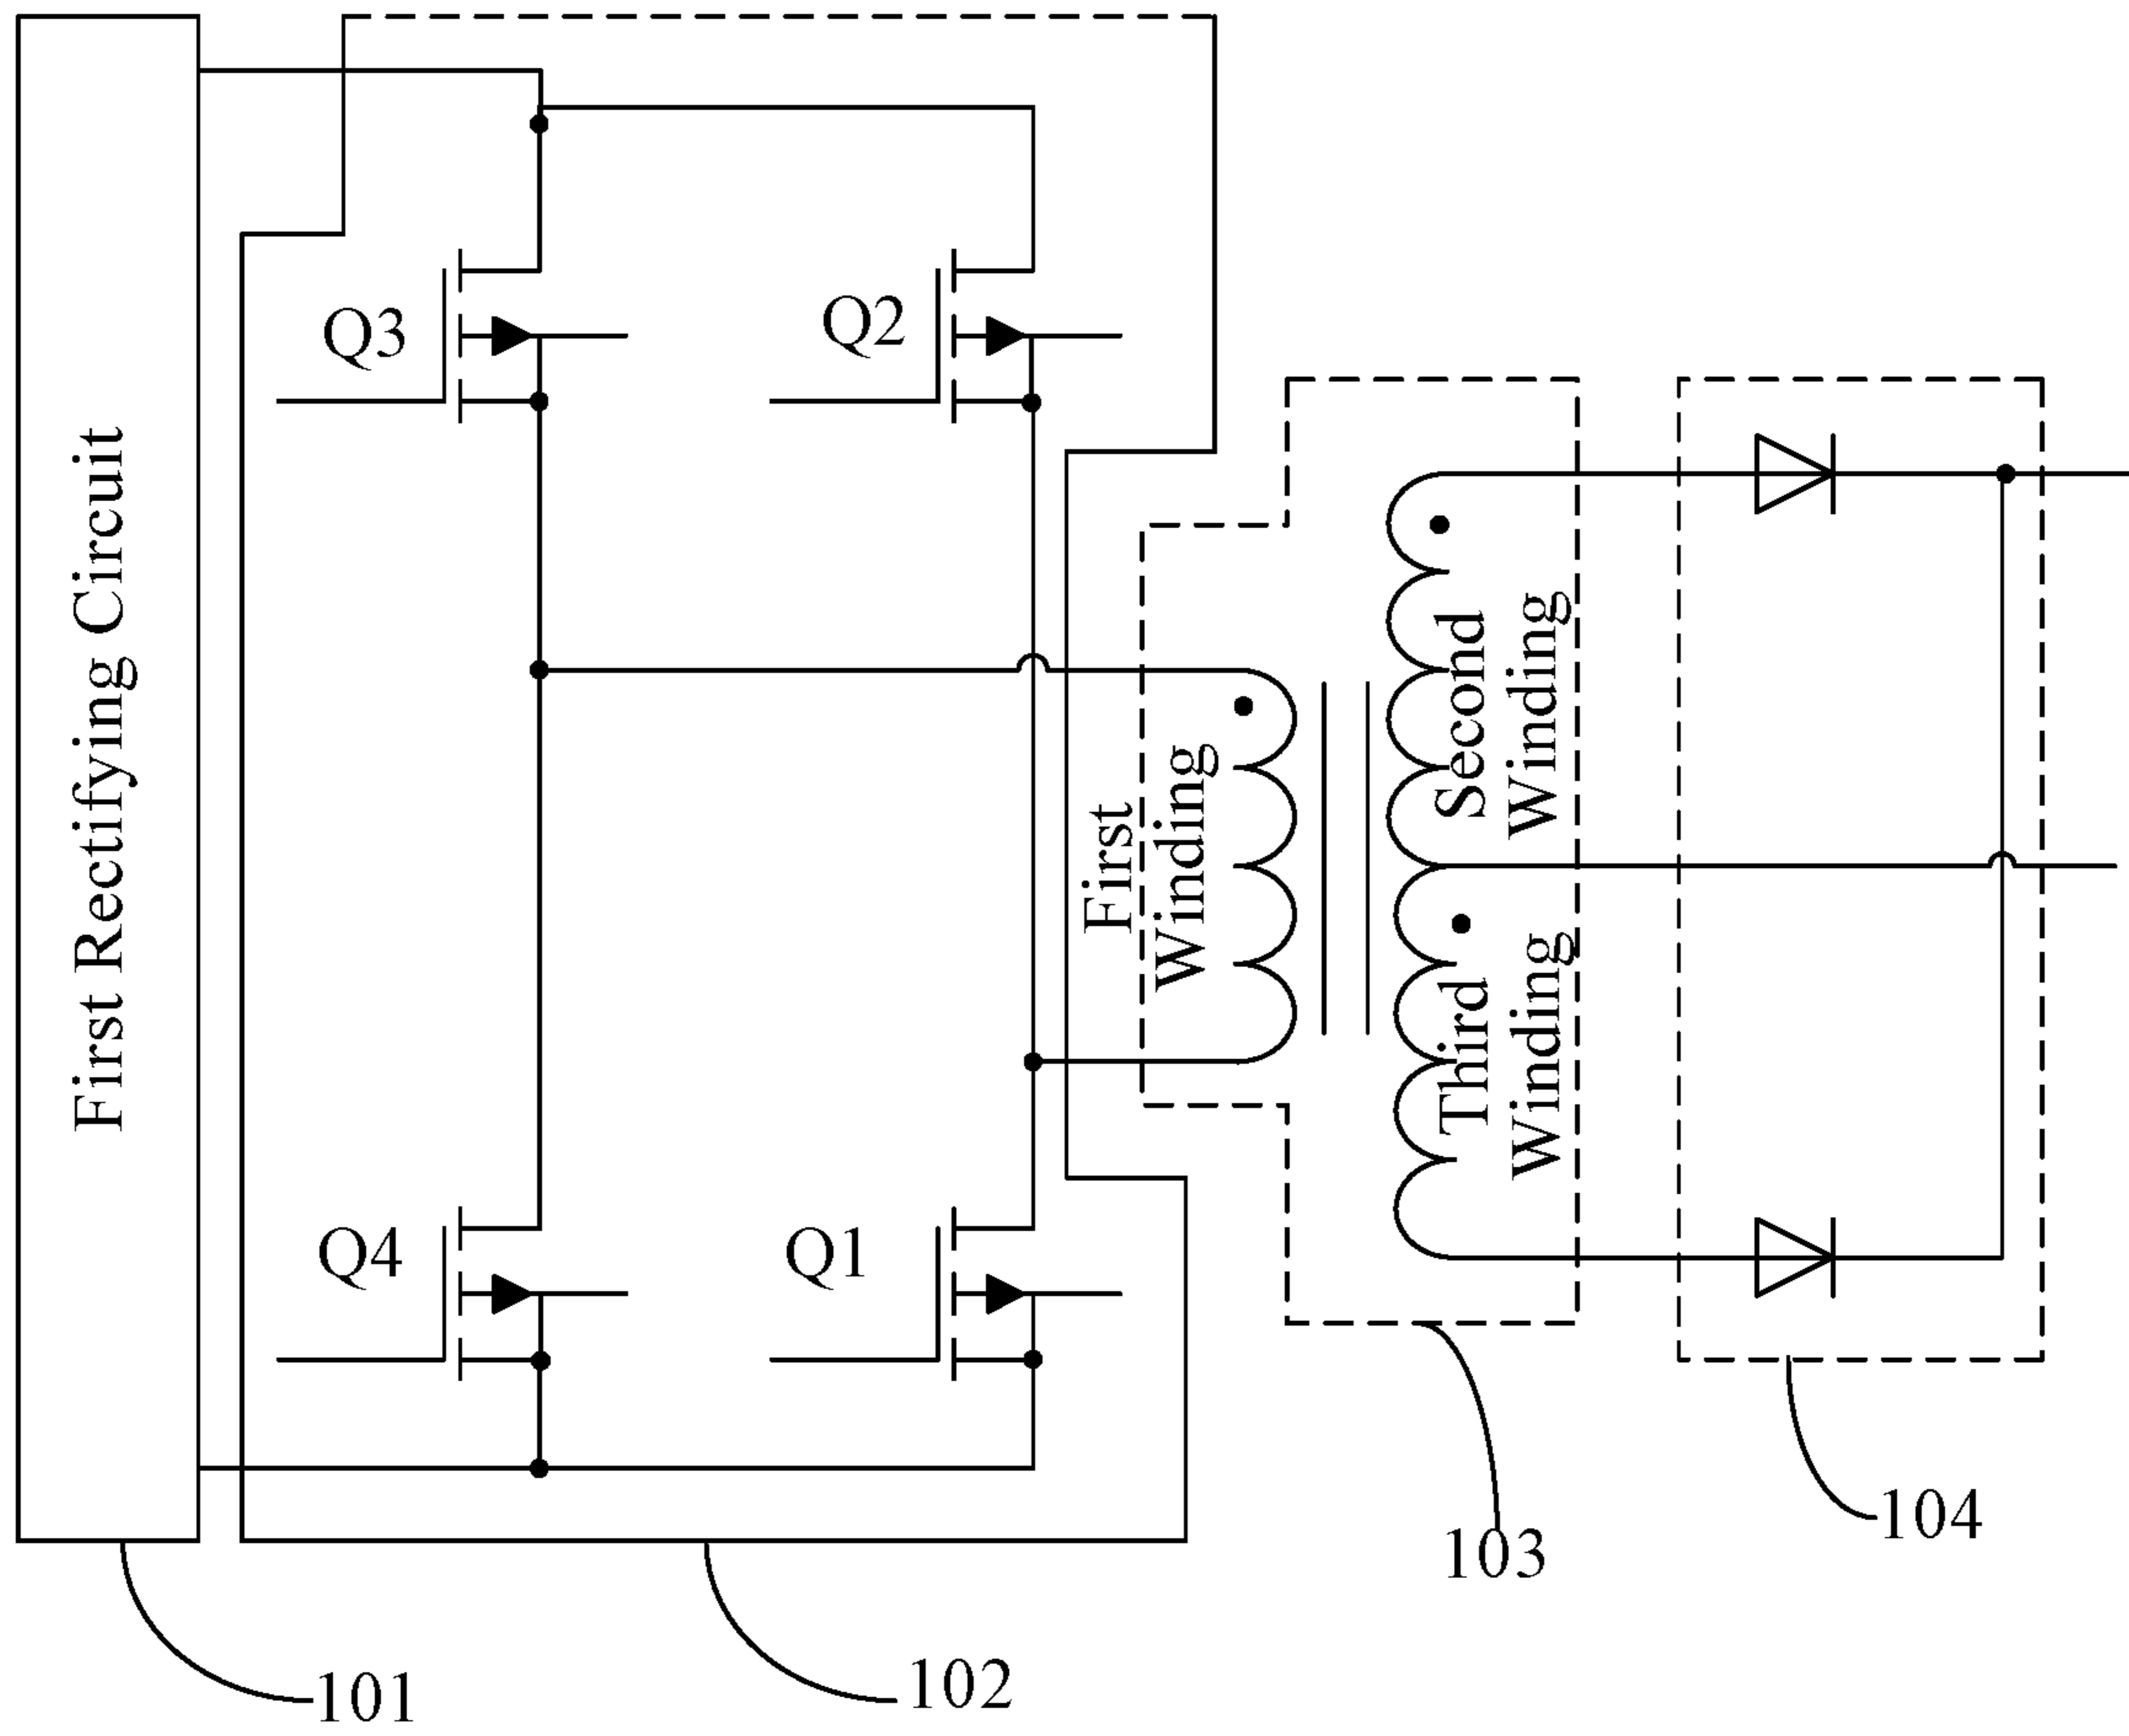 First Rectifying Circuit
Q3
Q2
First
Winding
Second
Winding
Third
Winding
Q4
Q1
101
102
103
104